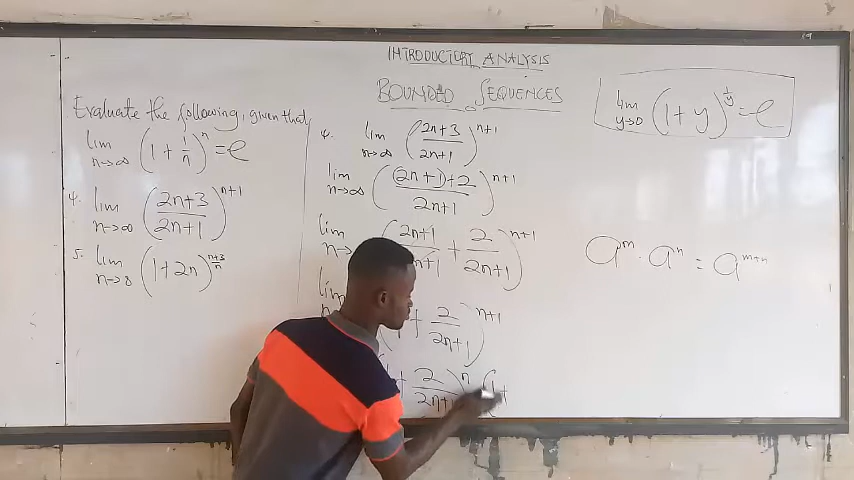 INTRODUCTORY ANALYSIS
BOUNDED SEQUENCES
Evaluate the following, given that
lim n→∞ (1 + 1/n)^n = e
4. lim n→∞ ((2n+3)/(2n+1))^(n+1)
5. lim n→8 (1+2n)^((n+3)/n)
4. lim n→∞ ((2n+3)/(2n+1))^(n+1)
lim n→∞ (((2n+1)+2)/(2n+1))^(n+1)
lim n→ ((2n+1)/(2n+1) + 2/(2n+1))^(n+1)
lim (1 + 2/(2n+1))^(n+1)
+ 2/(2n+1))^n (1+
lim y→0 (1+y)^(1/y) = e
a^m · a^n = a^(m+n)